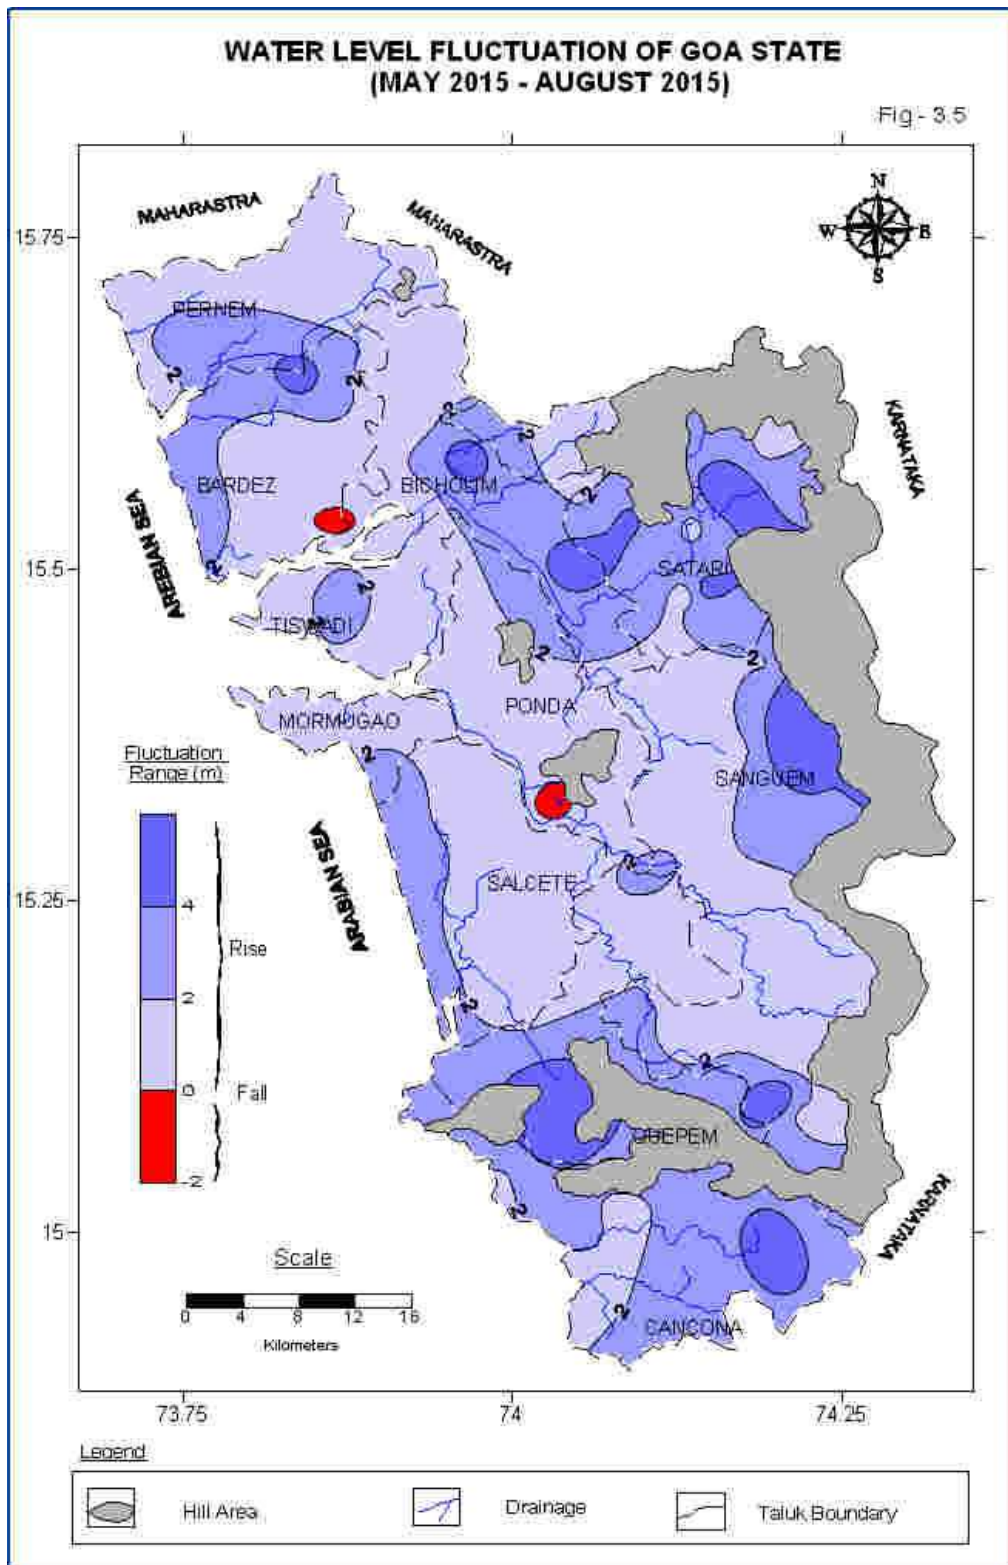 WATER LEVEL FLUCTUATION OF GOA STATE
(MAY 2015 - AUGUST 2015)
Fig - 3.5
MAHARASTRA
MAHARASTRA
N
W E
S
15.75
PERNEM
2
2
KARNATAKA
2
2
BARDEZ
BICHOLIM
2
AREBIAN SEA
15.5
2
2
SATARI
TISWADI
2
2
PONDA
MORMUGAO
2
SANGUEM
Fluctuation
Range (m)
ARABIAN SEA
2
SALCETE
15.25
4
Rise
2
2
2
0
Fall
QUEPEM
-2
2
KARNATAKA
15
Scale
2
CANCONA
0 4 8 12 16
Kilometers
73.75 74 74.25
Legend
Hill Area
Drainage
Taluk Boundary